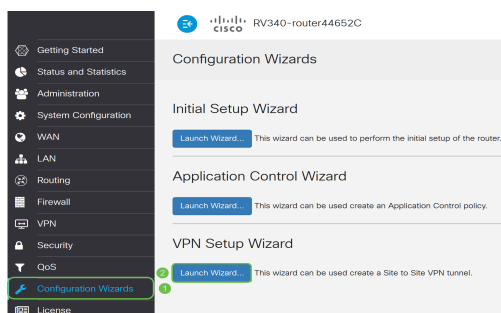 CISCO RV340-router44652C
Getting Started
Status and Statistics
Administration
System Configuration
WAN
LAN
Routing
Firewall
VPN
Security
QoS
Configuration Wizards
License
Configuration Wizards
Initial Setup Wizard
Launch Wizard... This wizard can be used to perform the initial setup of the router.
Application Control Wizard
Launch Wizard... This wizard can be used create an Application Control policy.
VPN Setup Wizard
2 Launch Wizard... This wizard can be used create a Site to Site VPN tunnel.
1